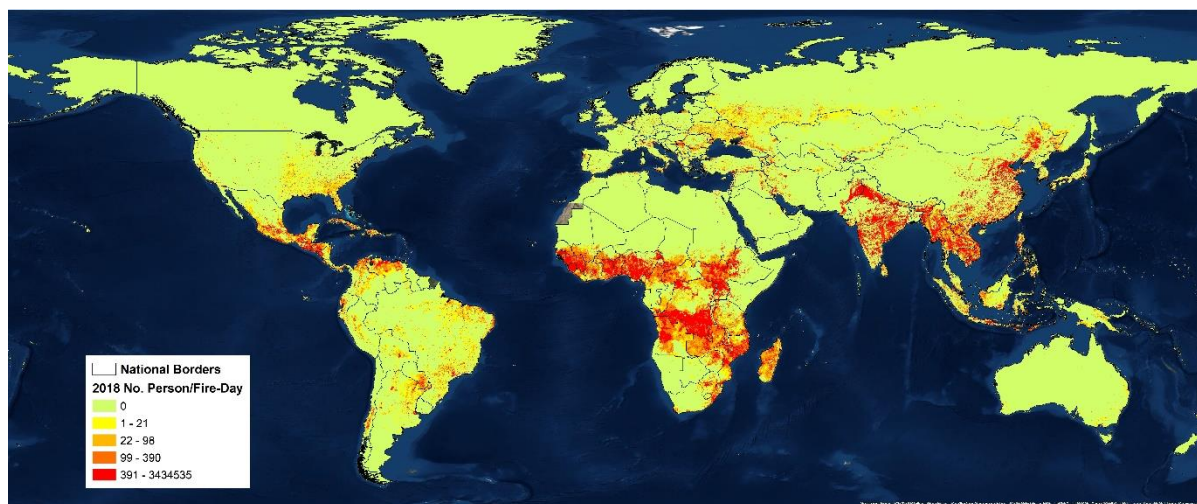 National Borders
2018 No. Person/Fire-Day
0
1 - 21
22 - 98
99 - 390
391 - 3434535